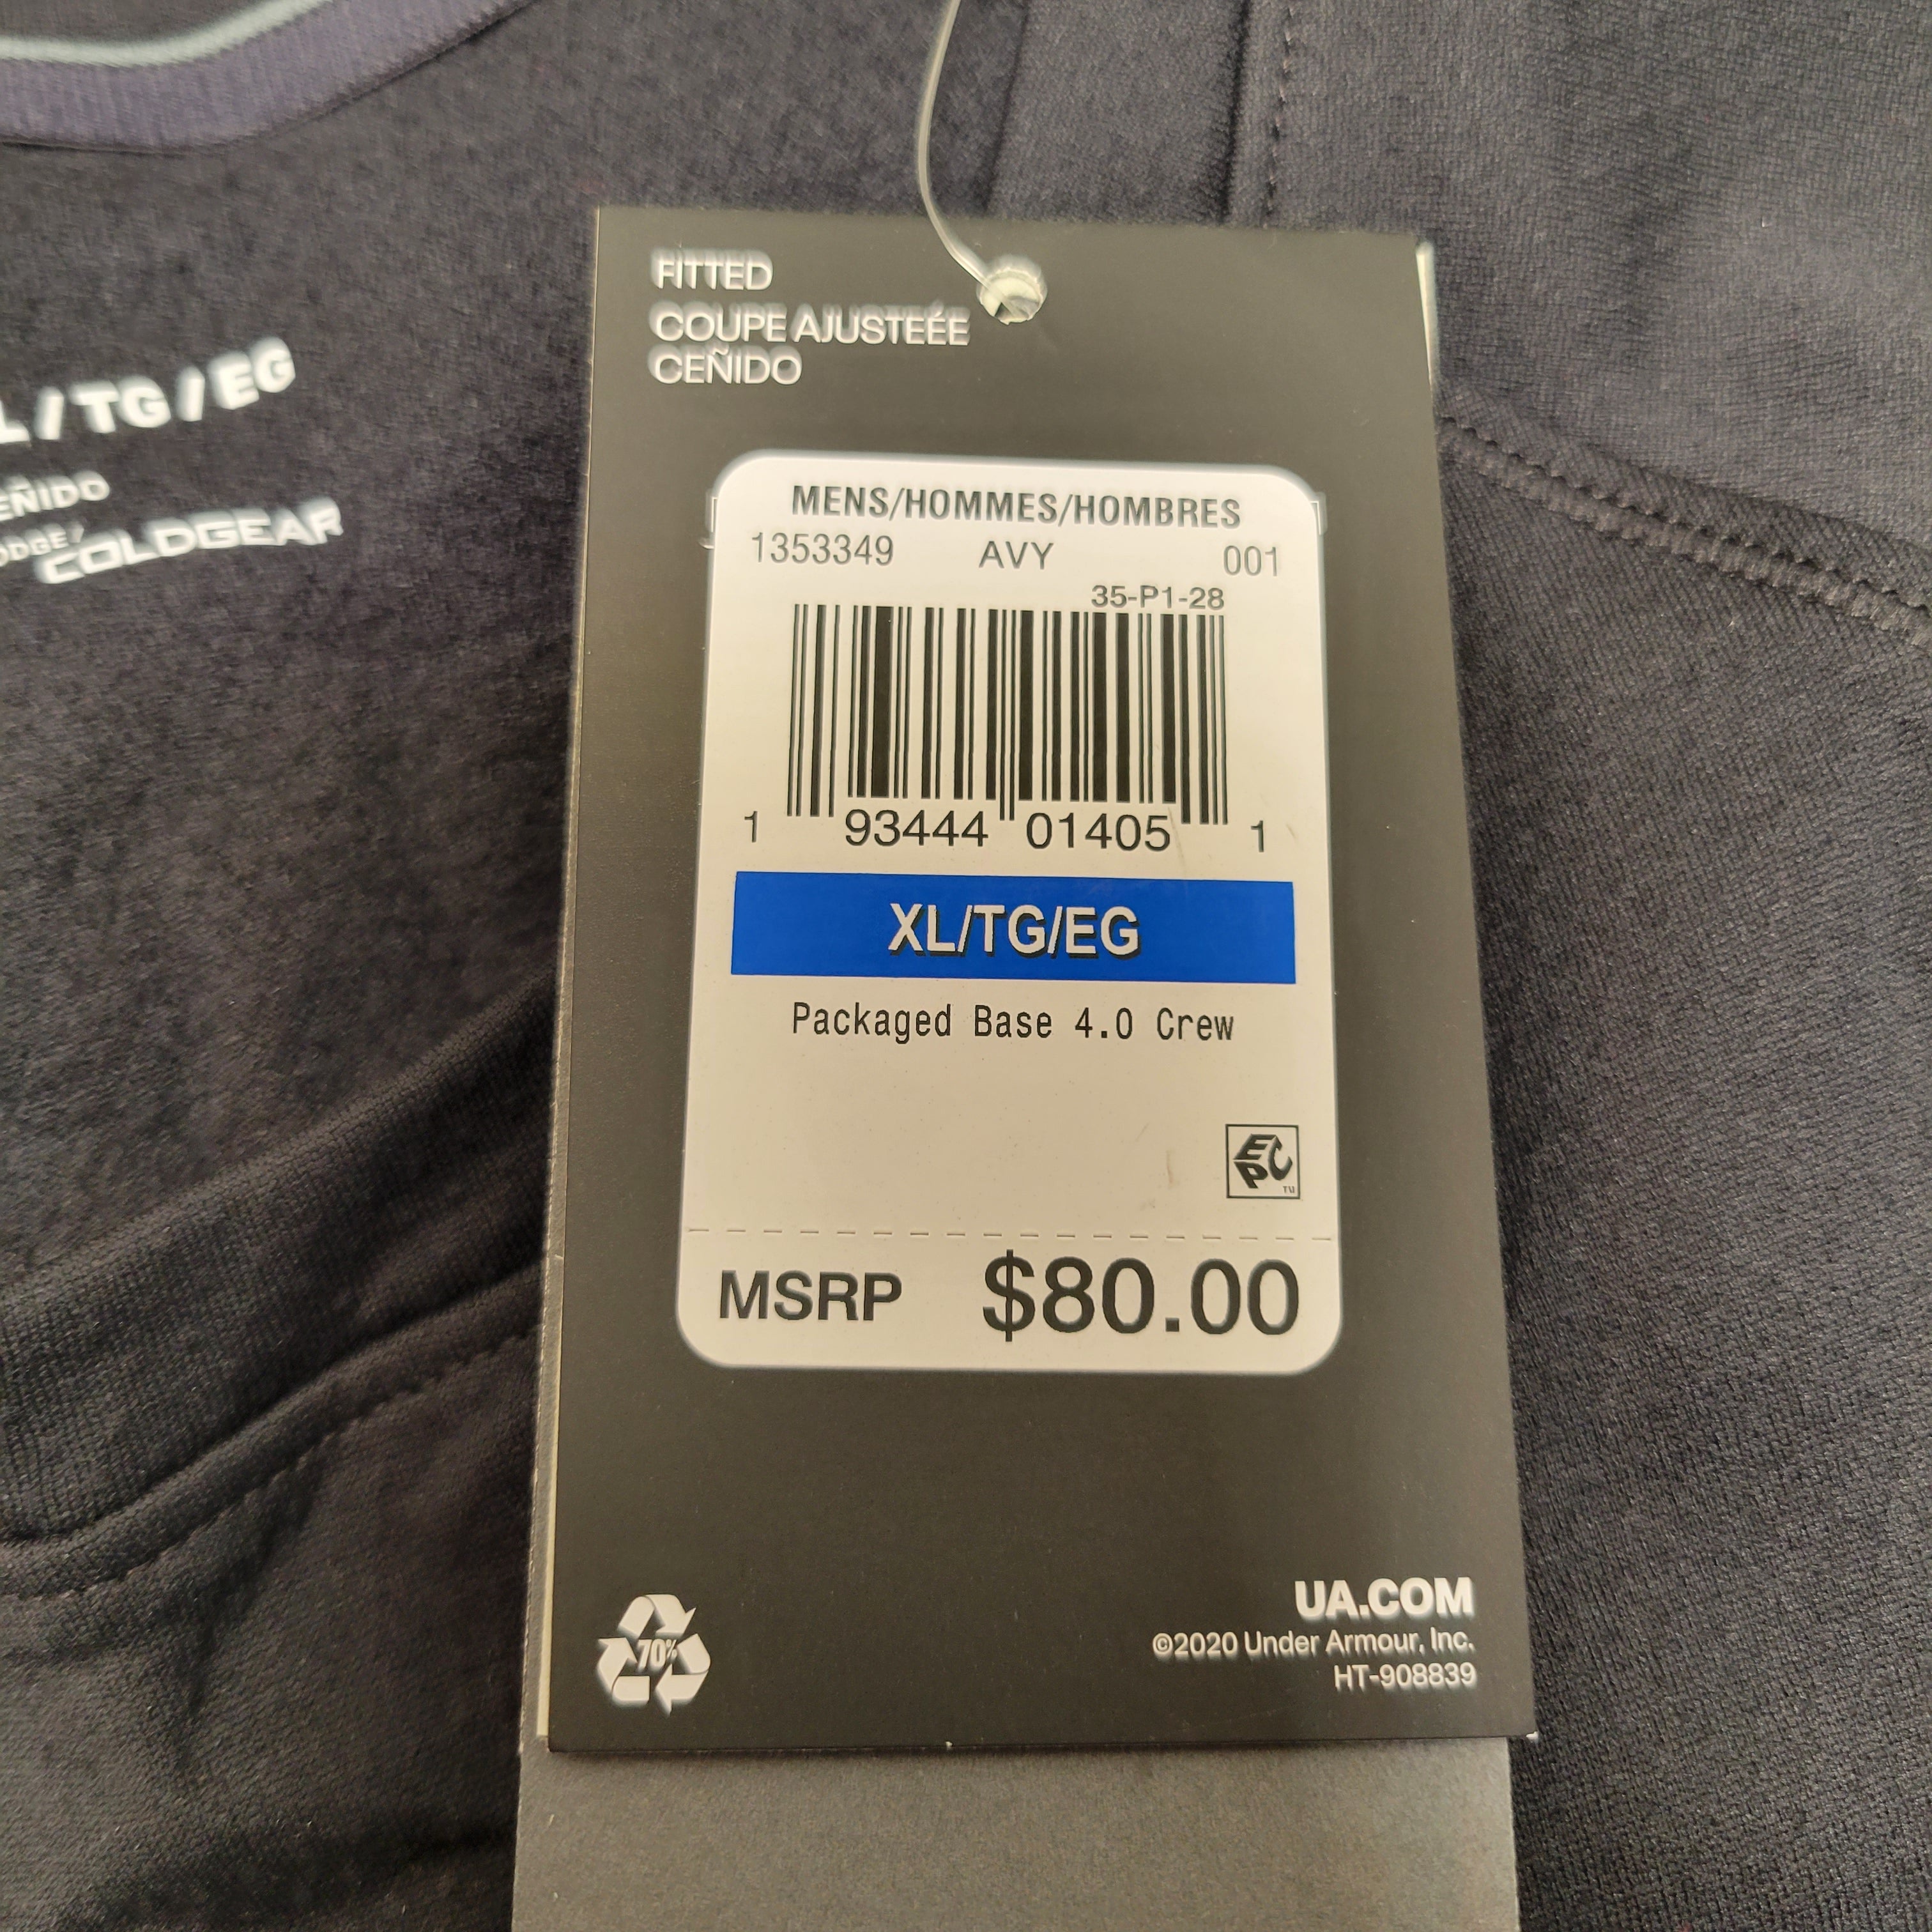 FITTED
COUPE AJUSTEÉE
CEÑIDO
L / TG / EG
EÑIDO
COLDGEAR
MENS/HOMMES/HOMBRES
1353349 AVY 001
35-P1-28
1 93444 01405 1
XL/TG/EG
Packaged Base 4.0 Crew
EPC
TM
MSRP $80.00
70%
UA.COM
©2020 Under Armour, Inc.
HT-908839